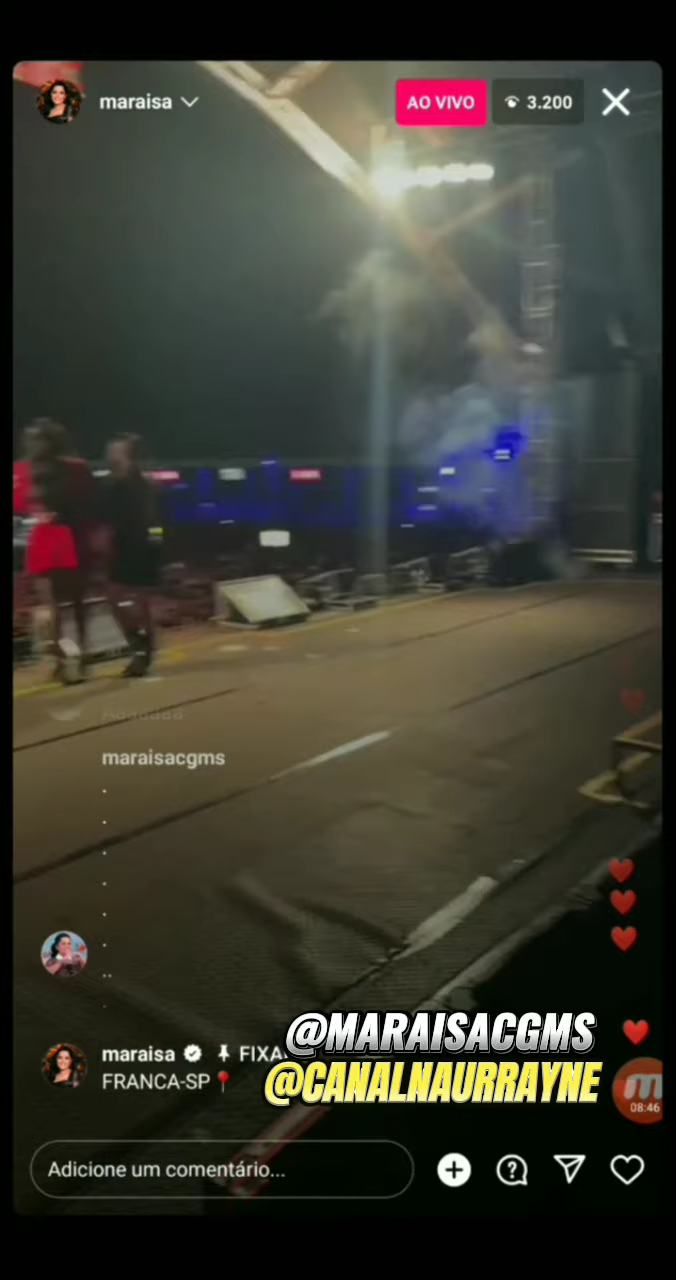 maraisa
AO VIVO
3.200
maraisacgms
.
.
.
.
.
.
..
.
maraisa FIXA
FRANCA-SP
@MARAISACGMS
@CANALNAURRAYNE
08:46
Adicione um comentário...